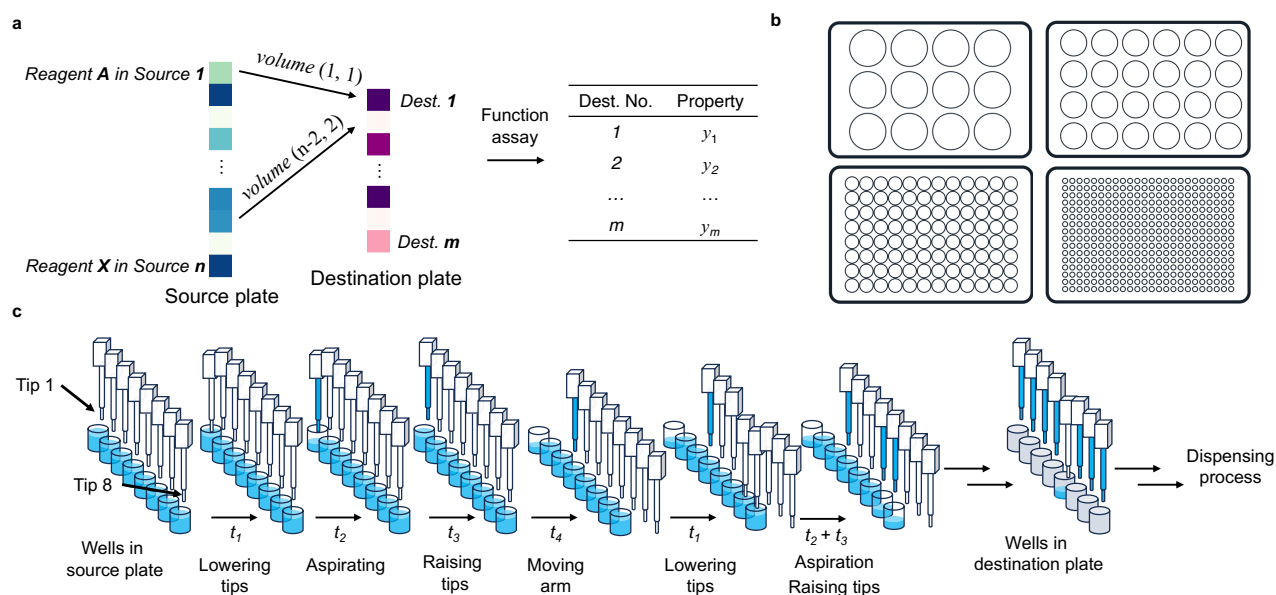 a
Reagent A in Source 1
volume (1, 1)
Dest. 1
volume (n-2, 2)
⋮
⋮
Dest. m
Reagent X in Source n
Source plate
Destination plate
Function
assay
Dest. No. Property
1 y1
2 y2
... ...
m ym
b
c
Tip 1
Tip 8
Wells in
source plate
t1
Lowering
tips
t2
Aspirating
t3
Raising
tips
t4
Moving
arm
t1
Lowering
tips
t2 + t3
Aspiration
Raising tips
Wells in
destination plate
Dispensing
process